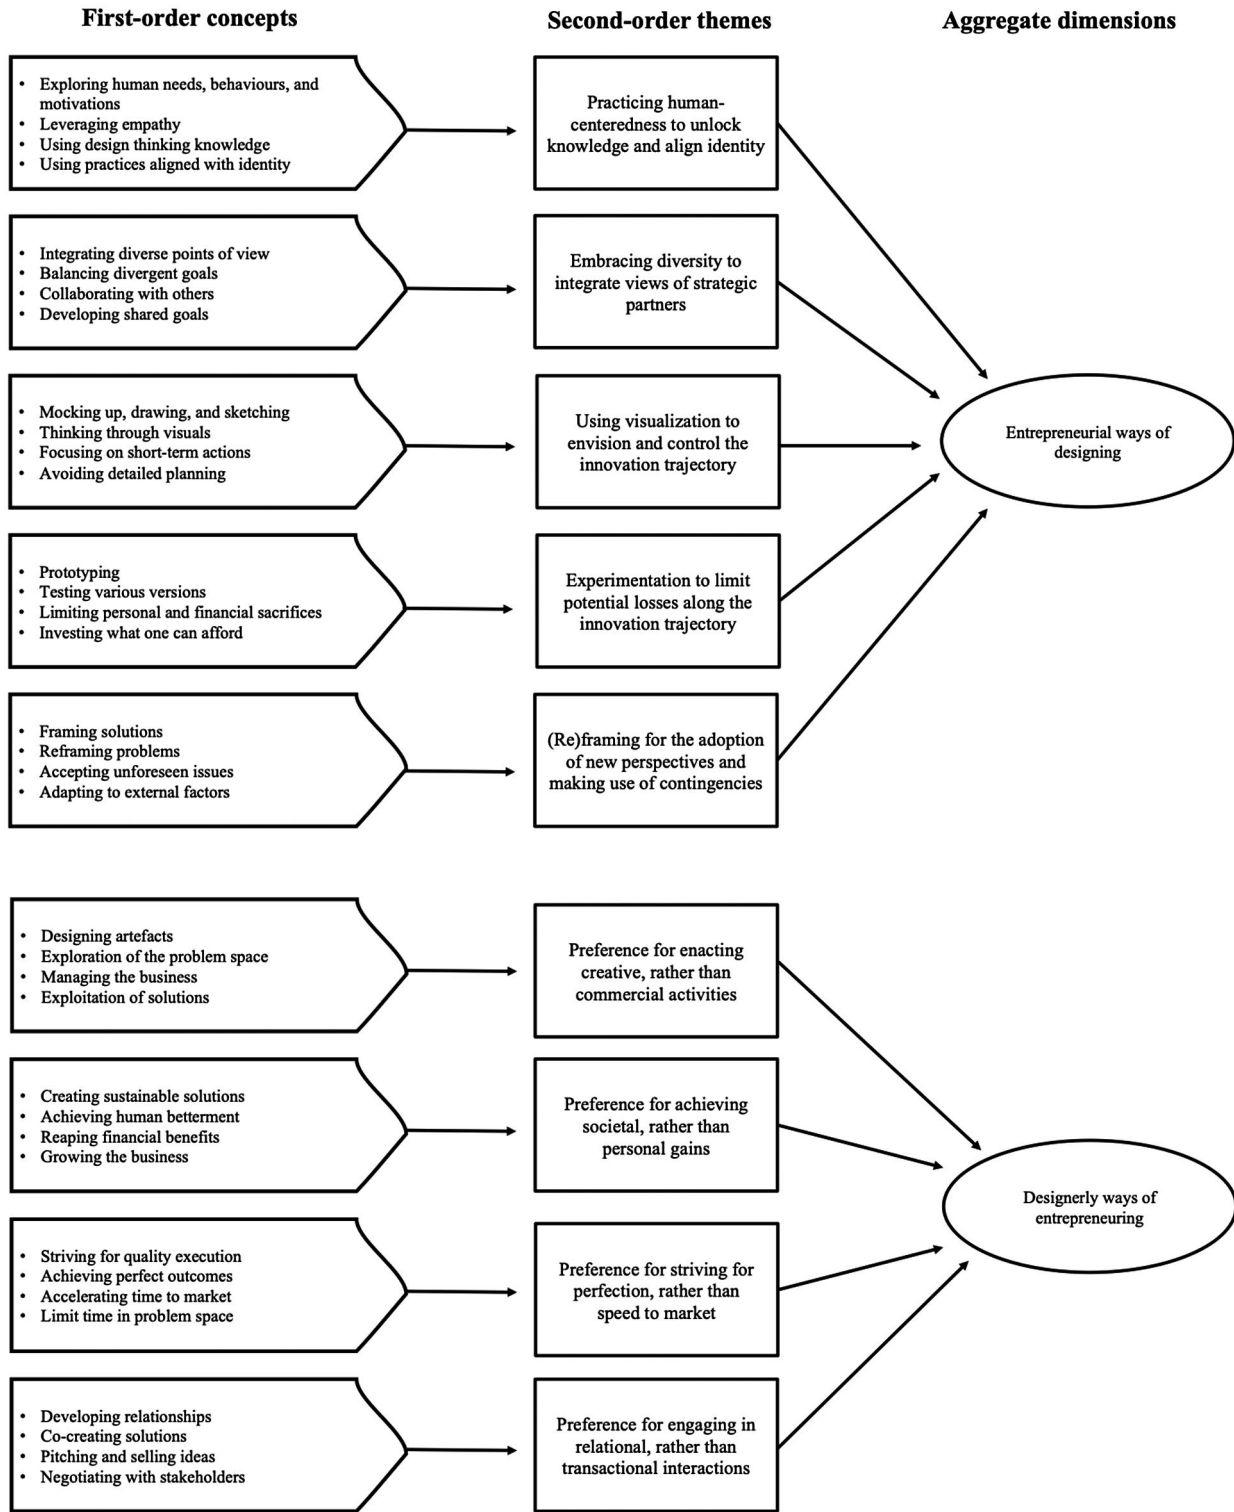 First-order concepts
Second-order themes
Aggregate dimensions
• Exploring human needs, behaviours, and
motivations
• Leveraging empathy
• Using design thinking knowledge
• Using practices aligned with identity
Practicing human-
centeredness to unlock
knowledge and align identity
• Integrating diverse points of view
• Balancing divergent goals
• Collaborating with others
• Developing shared goals
Embracing diversity to
integrate views of strategic
partners
• Mocking up, drawing, and sketching
• Thinking through visuals
• Focusing on short-term actions
• Avoiding detailed planning
Using visualization to
envision and control the
innovation trajectory
Entrepreneurial ways of
designing
• Prototyping
• Testing various versions
• Limiting personal and financial sacrifices
• Investing what one can afford
Experimentation to limit
potential losses along the
innovation trajectory
• Framing solutions
• Reframing problems
• Accepting unforeseen issues
• Adapting to external factors
(Re)framing for the adoption
of new perspectives and
making use of contingencies
• Designing artefacts
• Exploration of the problem space
• Managing the business
• Exploitation of solutions
Preference for enacting
creative, rather than
commercial activities
• Creating sustainable solutions
• Achieving human betterment
• Reaping financial benefits
• Growing the business
Preference for achieving
societal, rather than
personal gains
Designerly ways of
entrepreneuring
• Striving for quality execution
• Achieving perfect outcomes
• Accelerating time to market
• Limit time in problem space
Preference for striving for
perfection, rather than
speed to market
• Developing relationships
• Co-creating solutions
• Pitching and selling ideas
• Negotiating with stakeholders
Preference for engaging in
relational, rather than
transactional interactions